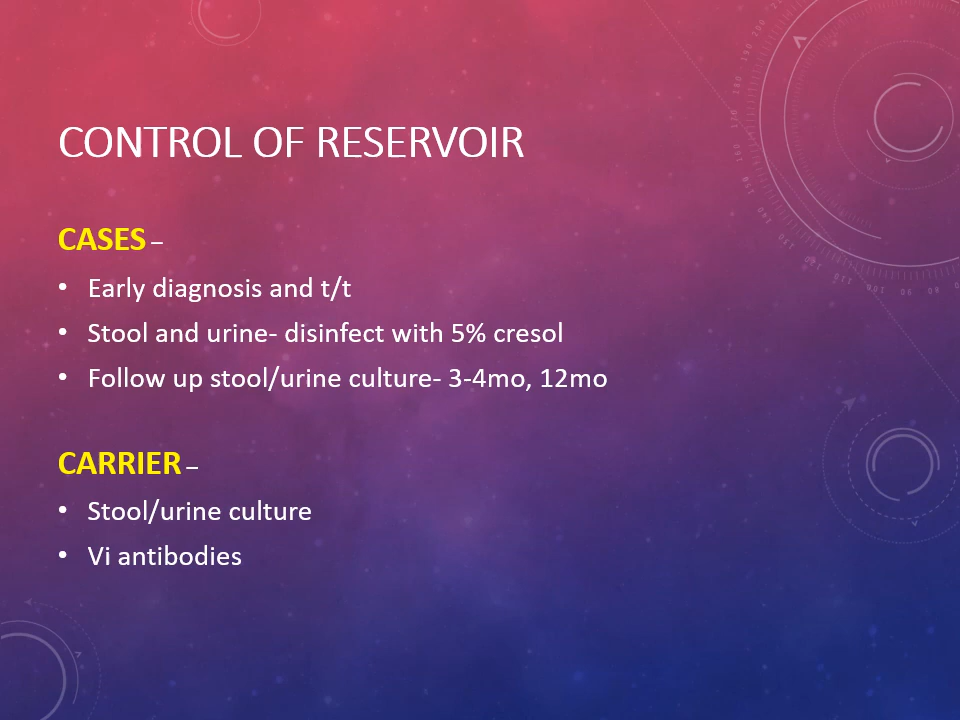 CONTROL OF RESERVOIR
CASES –
• Early diagnosis and t/t
• Stool and urine- disinfect with 5% cresol
• Follow up stool/urine culture- 3-4mo, 12mo
CARRIER –
• Stool/urine culture
• Vi antibodies